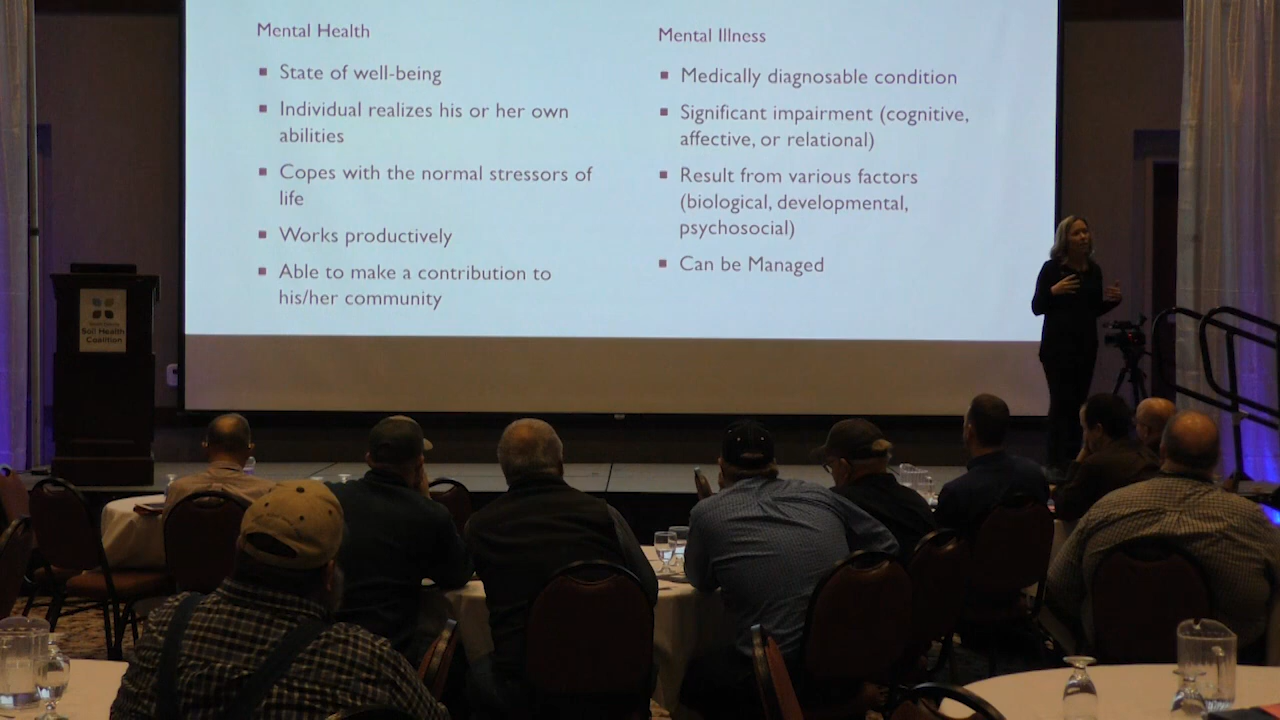 Mental Health
State of well-being
Individual realizes his or her own
abilities
Copes with the normal stressors of
life
Works productively
Able to make a contribution to
his/her community
Mental Illness
Medically diagnosable condition
Significant impairment (cognitive,
affective, or relational)
Result from various factors
(biological, developmental,
psychosocial)
Can be Managed
Soil Health
Coalition